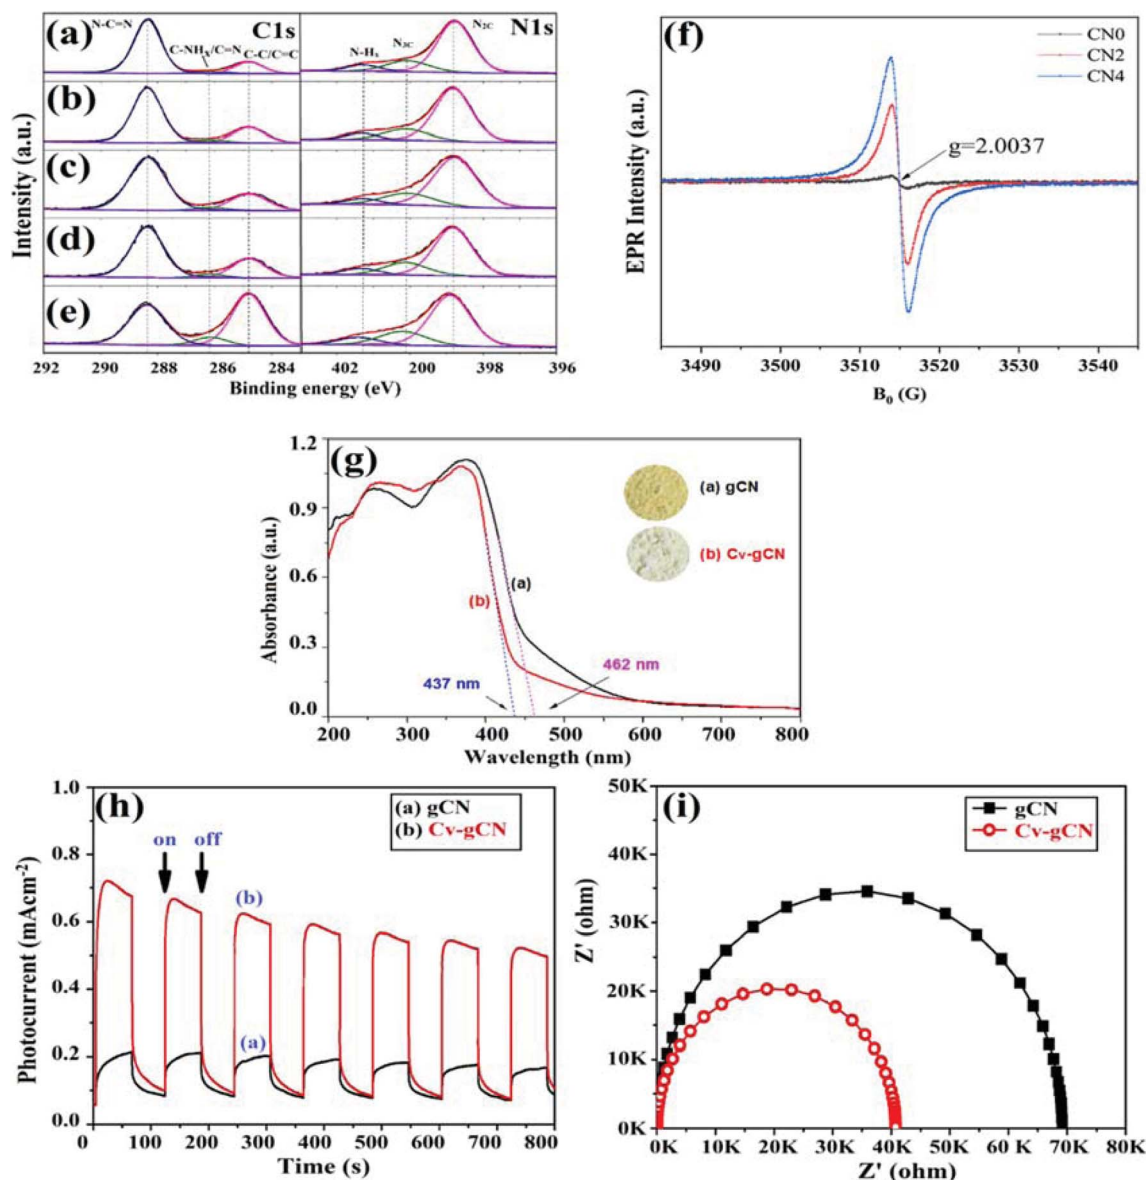 (a) N-C=N C1s N1s N₂C
C-NHₓ/C=N C-C/C=C N-Hₓ N₃C
(b)
(c)
(d)
(e)
Intensity (a.u.)
292 290 288 286 284 402 200 398 396
Binding energy (eV)
(f)
CN0
CN2
CN4
g=2.0037
EPR Intensity (a.u.)
3490 3500 3510 3520 3530 3540
B₀ (G)
(g)
1.2
0.9
0.6
0.3
0.0
Absorbance (a.u.)
(a) gCN
(b) Cv-gCN
(a)
(b)
462 nm
437 nm
200 300 400 500 600 700 800
Wavelength (nm)
(h)
(a) gCN
(b) Cv-gCN
on off
(b)
(a)
1.0
0.8
0.6
0.4
0.2
0.0
Photocurrent (mAcm⁻²)
0 100 200 300 400 500 600 700 800
Time (s)
(i)
gCN
Cv-gCN
50K
40K
30K
20K
10K
0K
Z' (ohm)
0K 10K 20K 30K 40K 50K 60K 70K 80K
Z' (ohm)